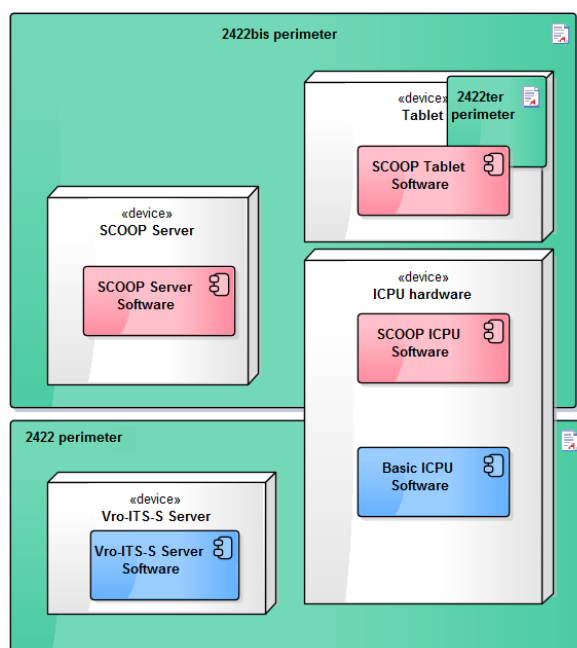 2422bis perimeter
«device»
Tablet
2422ter
perimeter
SCOOP Tablet
Software
«device»
SCOOP Server
SCOOP Server
Software
«device»
ICPU hardware
SCOOP ICPU
Software
2422 perimeter
Basic ICPU
Software
«device»
Vro-ITS-S Server
Vro-ITS-S Server
Software